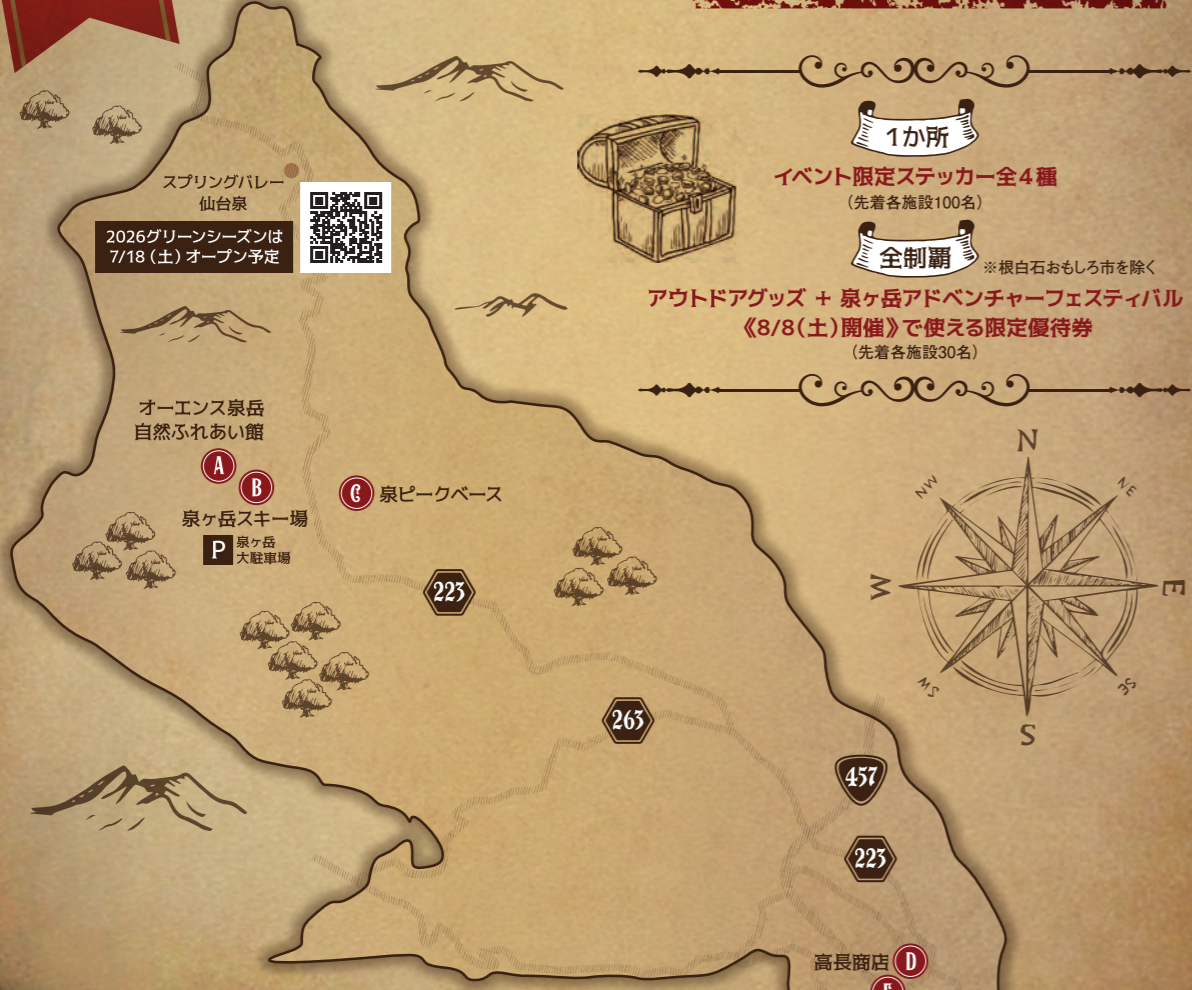 1か所
イベント限定ステッカー全4種
(先着各施設100名)
全制覇
※根白石おもしろ市を除く
アウトドアグッズ + 泉ヶ岳アドベンチャーフェスティバル
《8/8(土)開催》で使える限定優待券
(先着各施設30名)
スプリングバレー
仙台泉
2026グリーンシーズンは
7/18(土)オープン予定
オーエンス泉岳
自然ふれあい館
A
B
C 泉ピークベース
泉ヶ岳スキー場
P 泉ヶ岳
大駐車場
N
NW
NE
W
E
SW
SE
S
223
263
457
223
高長商店 D